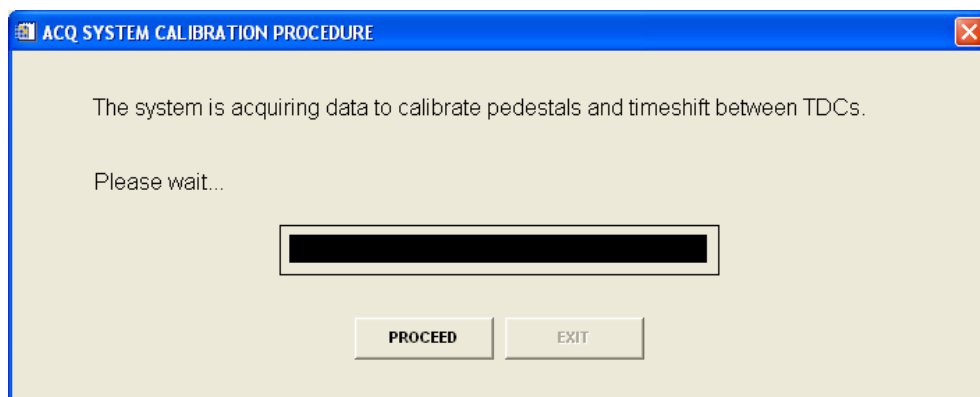 ACQ SYSTEM CALIBRATION PROCEDURE
The system is acquiring data to calibrate pedestals and timeshift between TDCs.
Please wait...
PROCEED
EXIT